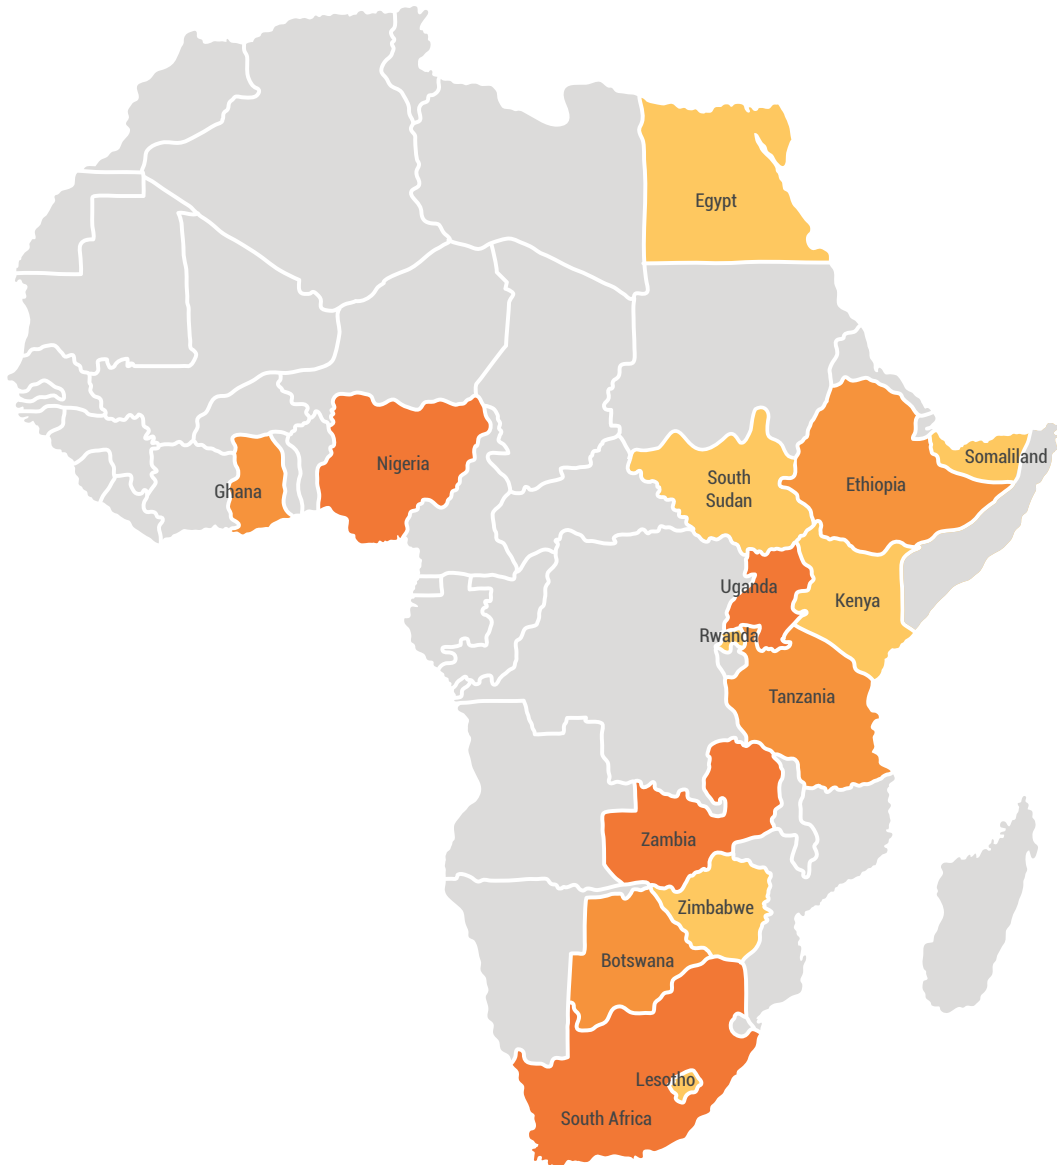 Egypt
Somaliland
Nigeria
South
Sudan
Ethiopia
Ghana
Uganda
Kenya
Rwanda
Tanzania
Zambia
Zimbabwe
Botswana
Lesotho
South Africa